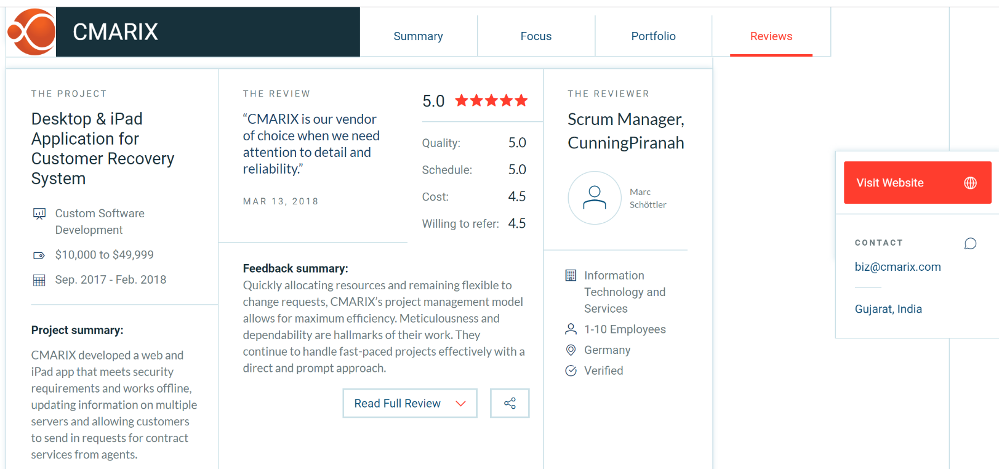 CMARIX
Summary
Focus
Portfolio
Reviews
THE PROJECT
Desktop & iPad
Application for
Customer Recovery
System
Custom Software
Development
$10,000 to $49,999
Sep. 2017 - Feb. 2018
Project summary:
CMARIX developed a web and
iPad app that meets security
requirements and works offline,
updating information on multiple
servers and allowing customers
to send in requests for contract
services from agents.
THE REVIEW
“CMARIX is our vendor
of choice when we need
attention to detail and
reliability.”
MAR 13, 2018
5.0
Quality: 5.0
Schedule: 5.0
Cost: 4.5
Willing to refer: 4.5
Feedback summary:
Quickly allocating resources and remaining flexible to
change requests, CMARIX’s project management model
allows for maximum efficiency. Meticulousness and
dependability are hallmarks of their work. They
continue to handle fast-paced projects effectively with a
direct and prompt approach.
Read Full Review
THE REVIEWER
Scrum Manager,
CunningPiranah
Marc
Schöttler
Information
Technology and
Services
1-10 Employees
Germany
Verified
Visit Website
CONTACT
biz@cmarix.com
Gujarat, India